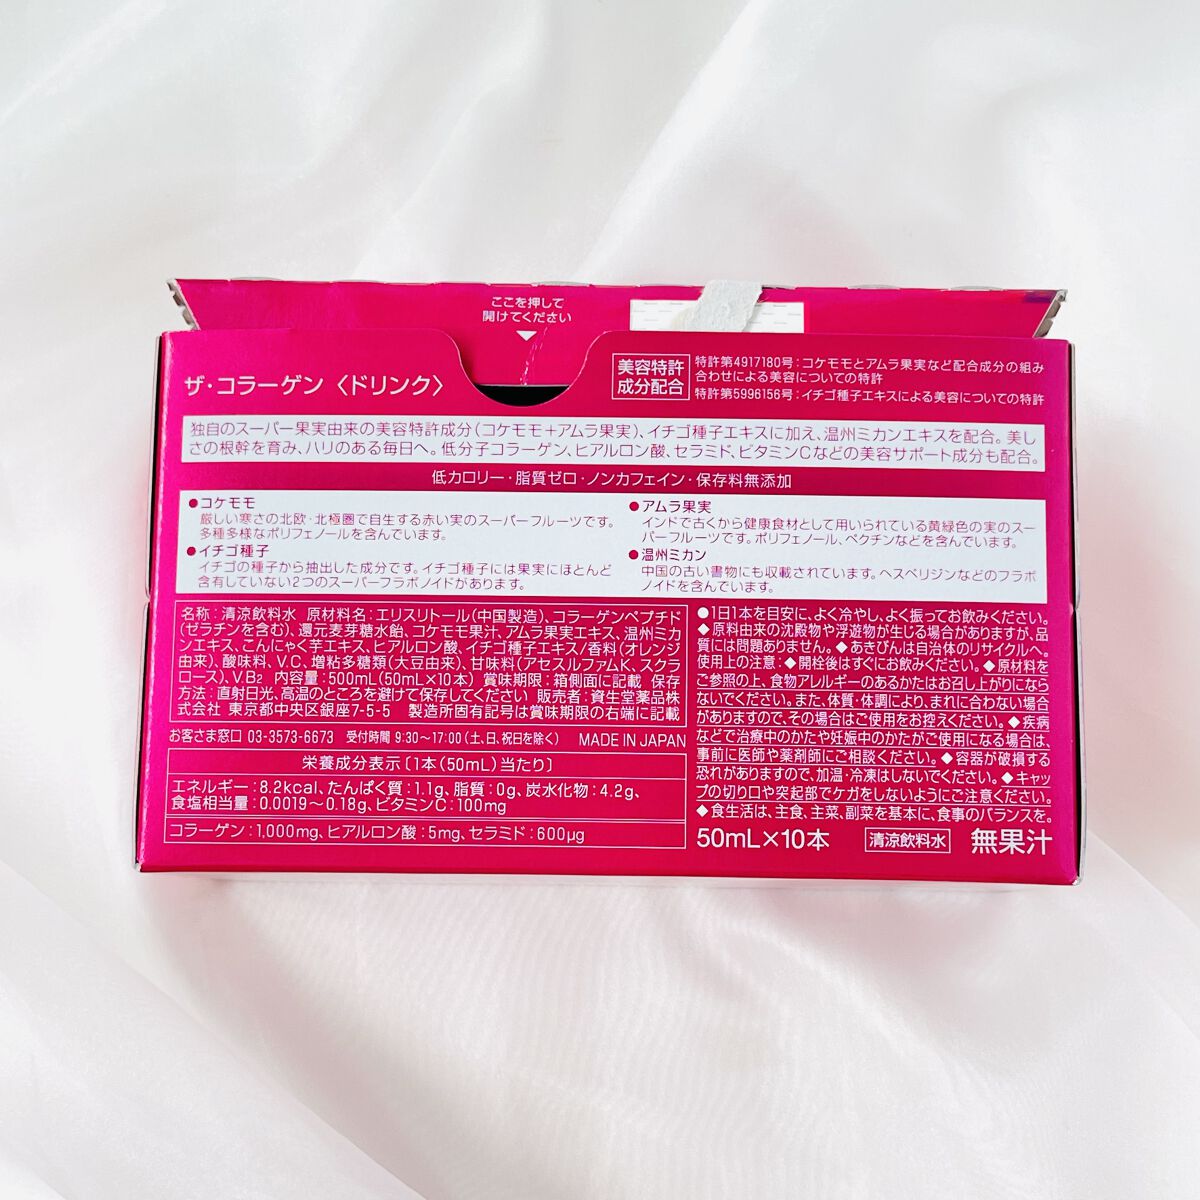 ここを押して
開けてください
ザ・コラーゲン〈ドリンク〉
美容特許
成分配合
特許第4917180号：コケモモとアムラ果実など配合成分の組み
合わせによる美容についての特許
特許第5996156号：イチゴ種子エキスによる美容についての特許
独自のスーパー果実由来の美容特許成分（コケモモ+アムラ果実）、イチゴ種子エキスに加え、温州ミカンエキスを配合。美し
さの根幹を育み、ハリのある毎日へ。低分子コラーゲン、ヒアルロン酸、セラミド、ビタミンCなどの美容サポート成分も配合。
低カロリー・脂質ゼロ・ノンカフェイン・保存料無添加
●コケモモ
厳しい寒さの北欧・北極圏で自生する赤い実のスーパーフルーツです。
多種多様なポリフェノールを含んでいます。
●イチゴ種子
イチゴの種子から抽出した成分です。イチゴ種子には果実にほとんど
含有していない2つのスーパーフラボノイドがあります。
●アムラ果実
インドで古くから健康食材として用いられている黄緑色の実のスー
パーフルーツです。ポリフェノール、ペクチンなどを含んでいます。
●温州ミカン
中国の古い書物にも収載されています。ヘスペリジンなどのフラボ
ノイドを含んでいます。
名称：清涼飲料水 原材料名：エリスリトール（中国製造）、コラーゲンペプチド
（ゼラチンを含む）、還元麦芽糖水飴、コケモモ果汁、アムラ果実エキス、温州ミカ
ンエキス、こんにゃく芋エキス、ヒアルロン酸、イチゴ種子エキス/香料（オレンジ
由来）、酸味料、V.C、増粘多糖類（大豆由来）、甘味料（アセスルファムK、スクラ
ロース）、V.B2 内容量：500mL（50mL×10本） 賞味期限：箱側面に記載 保存
方法：直射日光、高温のところを避けて保存してください 販売者：資生堂薬品株
式会社 東京都中央区銀座7-5-5 製造所固有記号は賞味期限の右端に記載
お客さま窓口 03-3573-6673 受付時間 9:30～17:00（土、日、祝日を除く） MADE IN JAPAN
栄養成分表示〔1本（50mL）当たり〕
エネルギー：8.2kcal、たんぱく質：1.1g、脂質：0g、炭水化物：4.2g、
食塩相当量：0.0019～0.18g、ビタミンC：100mg
コラーゲン：1,000mg、ヒアルロン酸：5mg、セラミド：600μg
●1日1本を目安に、よく冷やし、よく振ってお飲みください。
◆原料由来の沈殿物や浮遊物が生じる場合がありますが、品
質には問題ありません。◆あきびんは自治体のリサイクルへ。
使用上の注意：◆開栓後はすぐにお飲みください。◆原材料を
ご参照の上、食物アレルギーのあるかたはお召し上がりになら
ないでください。また、体質・体調により、まれに合わない場合
がありますので、その場合はご使用をお控えください。◆疾病
などで治療中のかたや妊娠中のかたがご使用になる場合は、
事前に医師や薬剤師にご相談ください。◆容器が破損する
恐れがありますので、加温・冷凍はしないでください。◆キャッ
プの切り口や突起部でケガをしないようにご注意ください。
◆食生活は、主食、主菜、副菜を基本に、食事のバランスを。
50mL×10本 清涼飲料水 無果汁